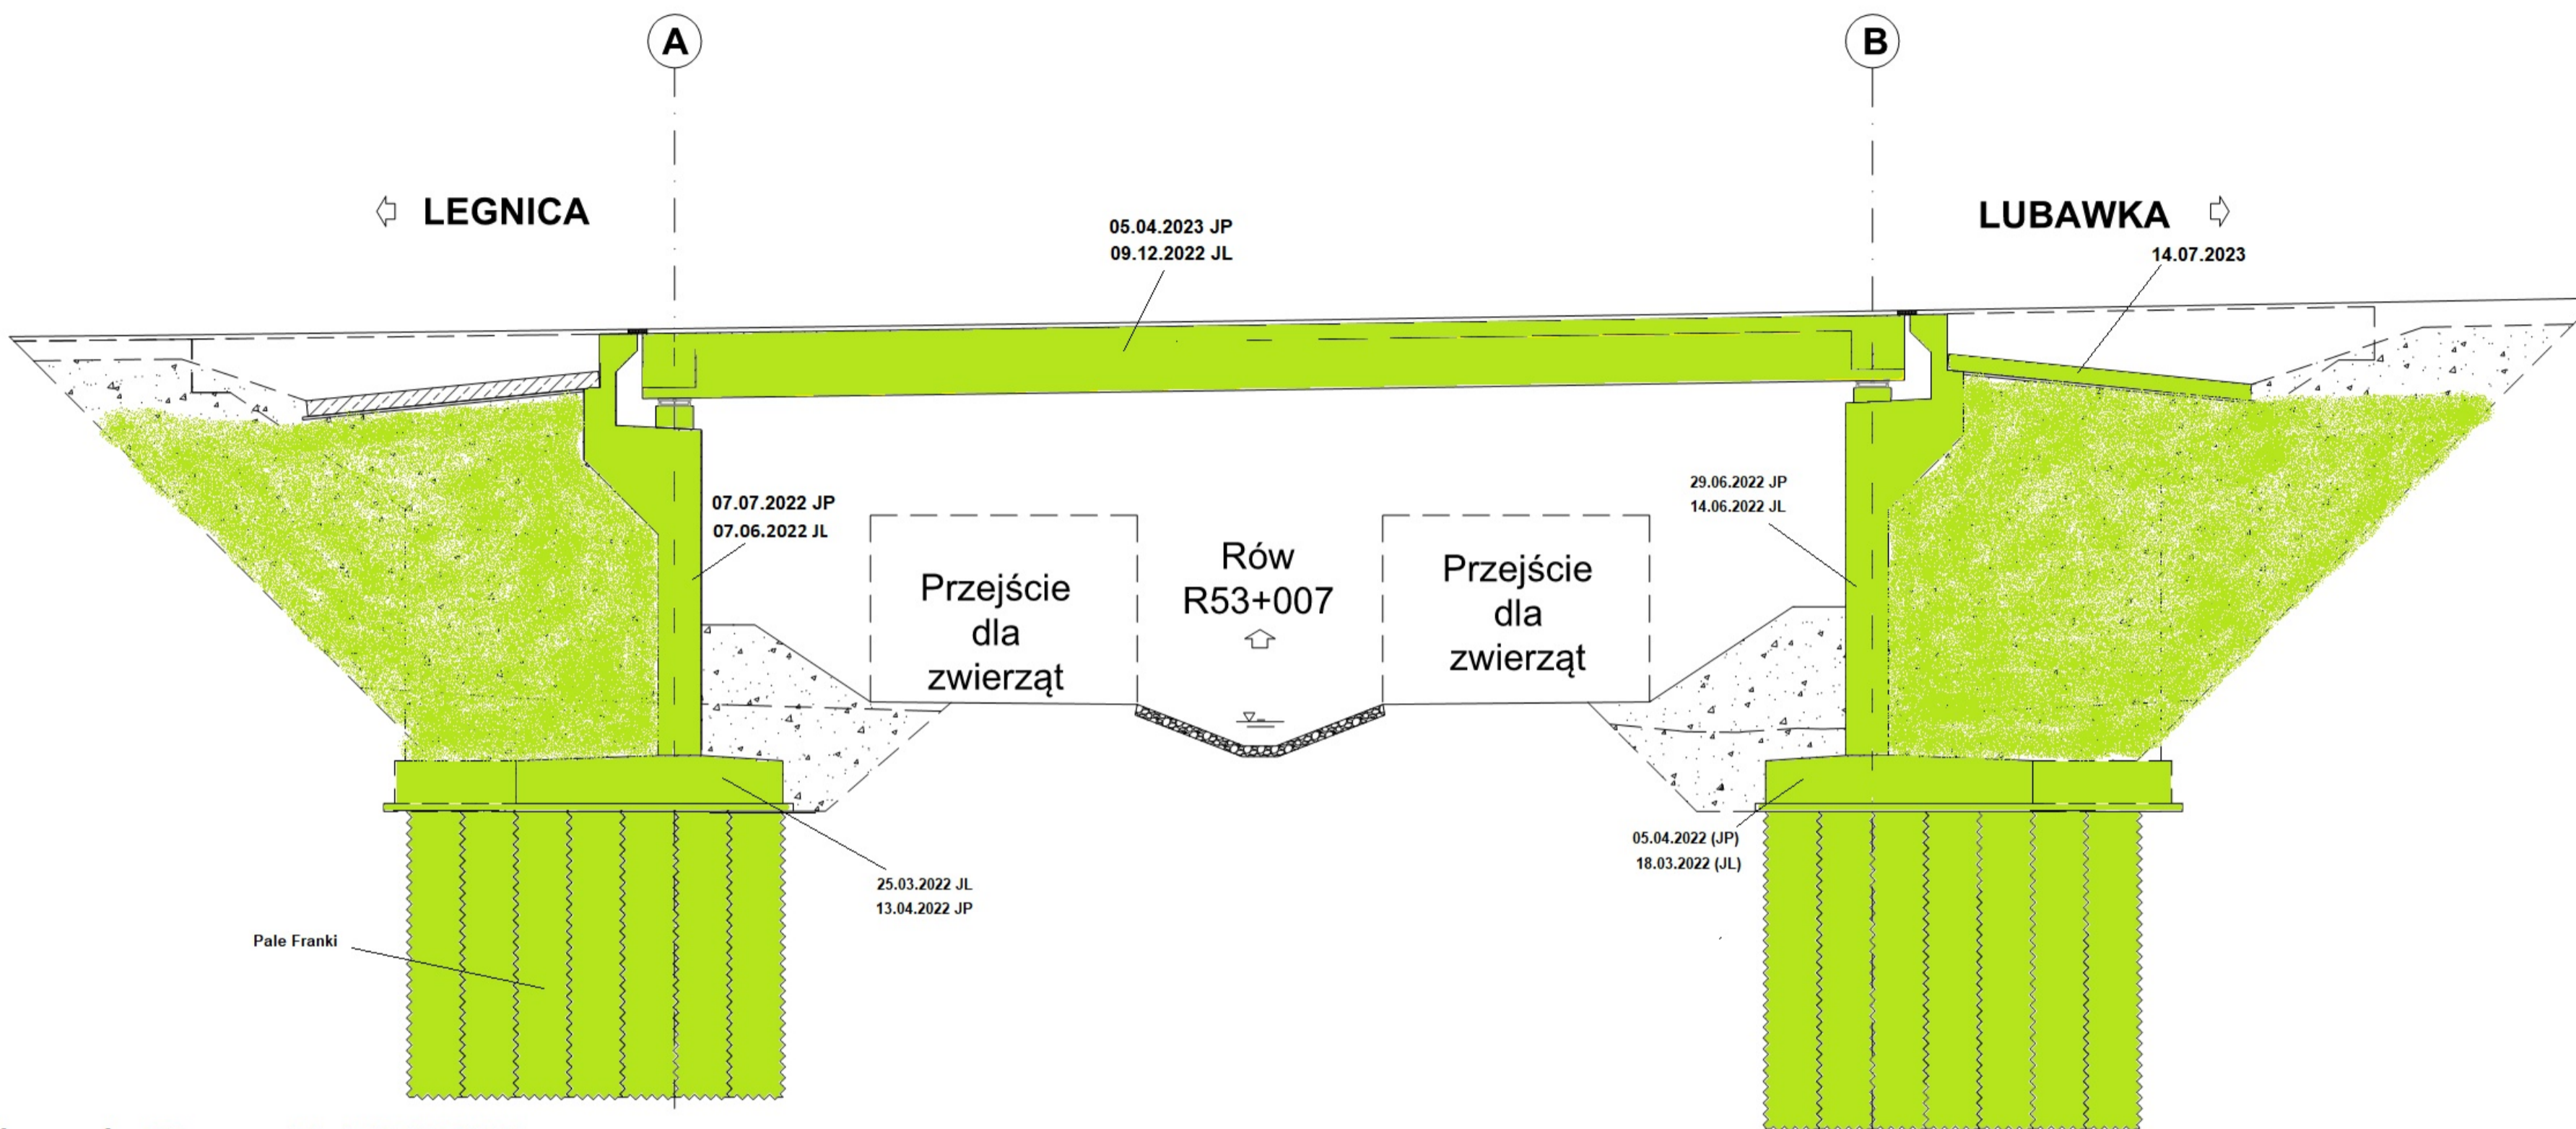 A
B
LEGNICA
LUBAWKA
05.04.2023 JP
09.12.2022 JL
14.07.2023
07.07.2022 JP
07.06.2022 JL
29.06.2022 JP
14.06.2022 JL
Przejście
dla
zwierząt
Rów
R53+007
Przejście
dla
zwierząt
05.04.2022 (JP)
18.03.2022 (JL)
25.03.2022 JL
13.04.2022 JP
Pale Franki